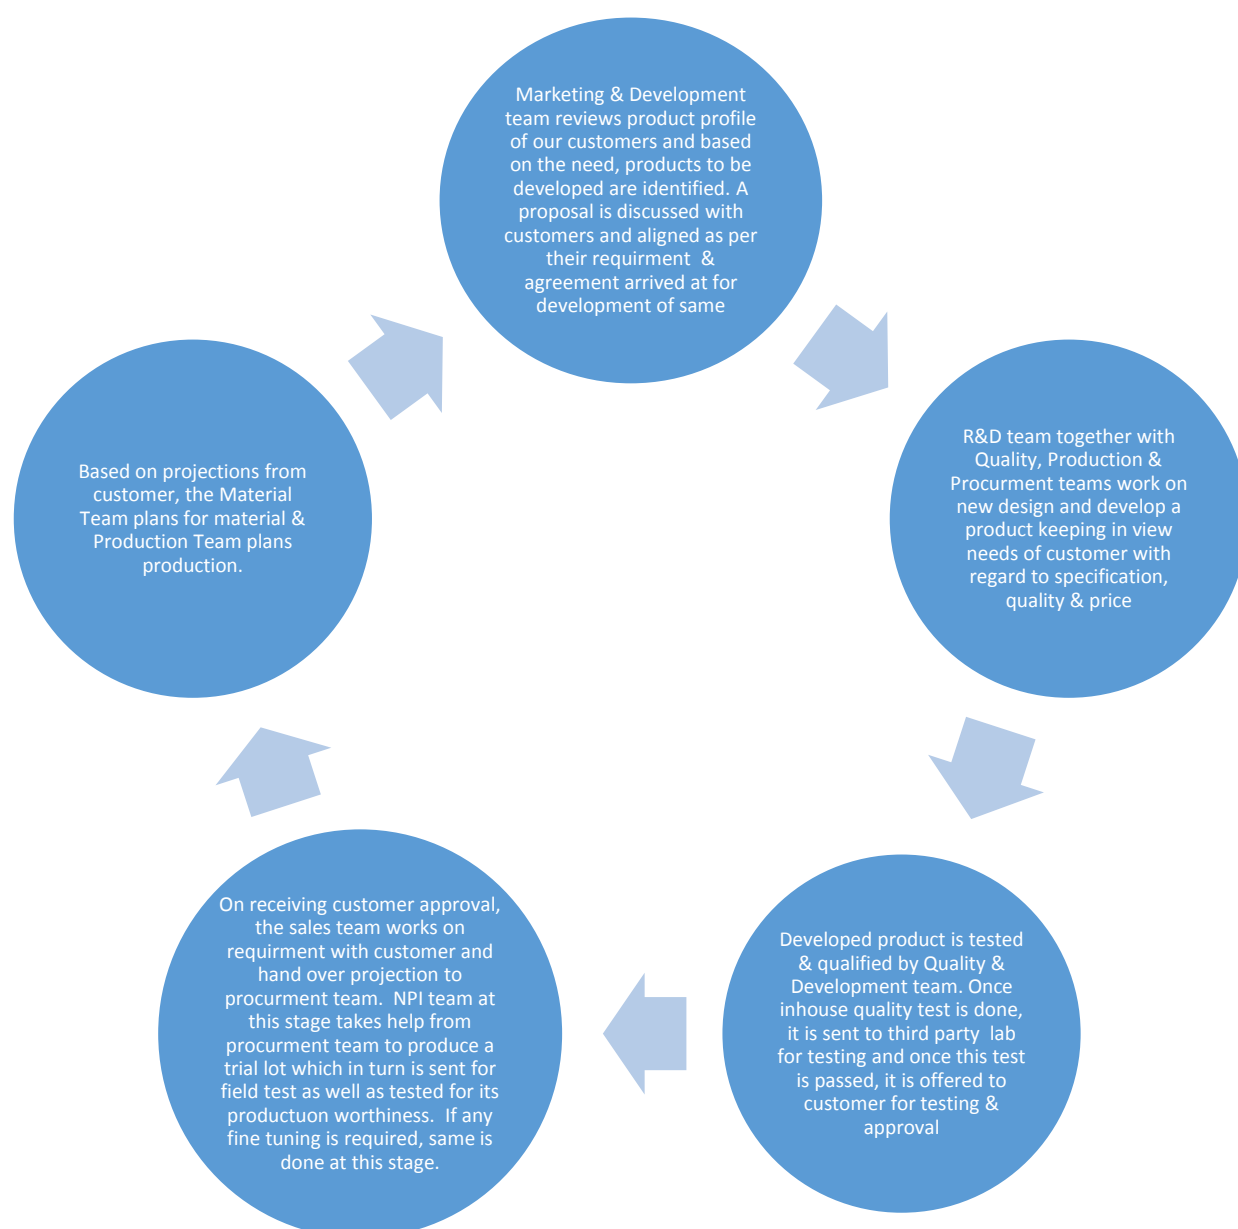 Marketing & Development
team reviews product profile
of our customers and based
on the need, products to be
developed are identified. A
proposal is discussed with
customers and aligned as per
their requirment &
agreement arrived at for
development of same
R&D team together with
Quality, Production &
Procurment teams work on
new design and develop a
product keeping in view
needs of customer with
regard to specification,
quality & price
Developed product is tested
& qualified by Quality &
Development team. Once
inhouse quality test is done,
it is sent to third party lab
for testing and once this test
is passed, it is offered to
customer for testing &
approval
On receiving customer approval,
the sales team works on
requirment with customer and
hand over projection to
procurment team. NPI team at
this stage takes help from
procurment team to produce a
trial lot which in turn is sent for
field test as well as tested for its
productuon worthiness. If any
fine tuning is required, same is
done at this stage.
Based on projections from
customer, the Material
Team plans for material &
Production Team plans
production.